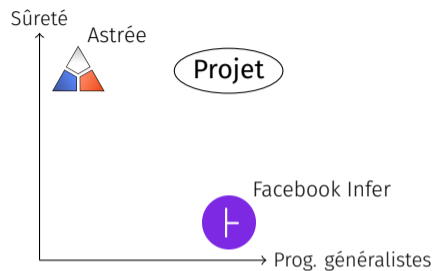 Sûreté
Astrée
Projet
Facebook Infer
Prog. généralistes